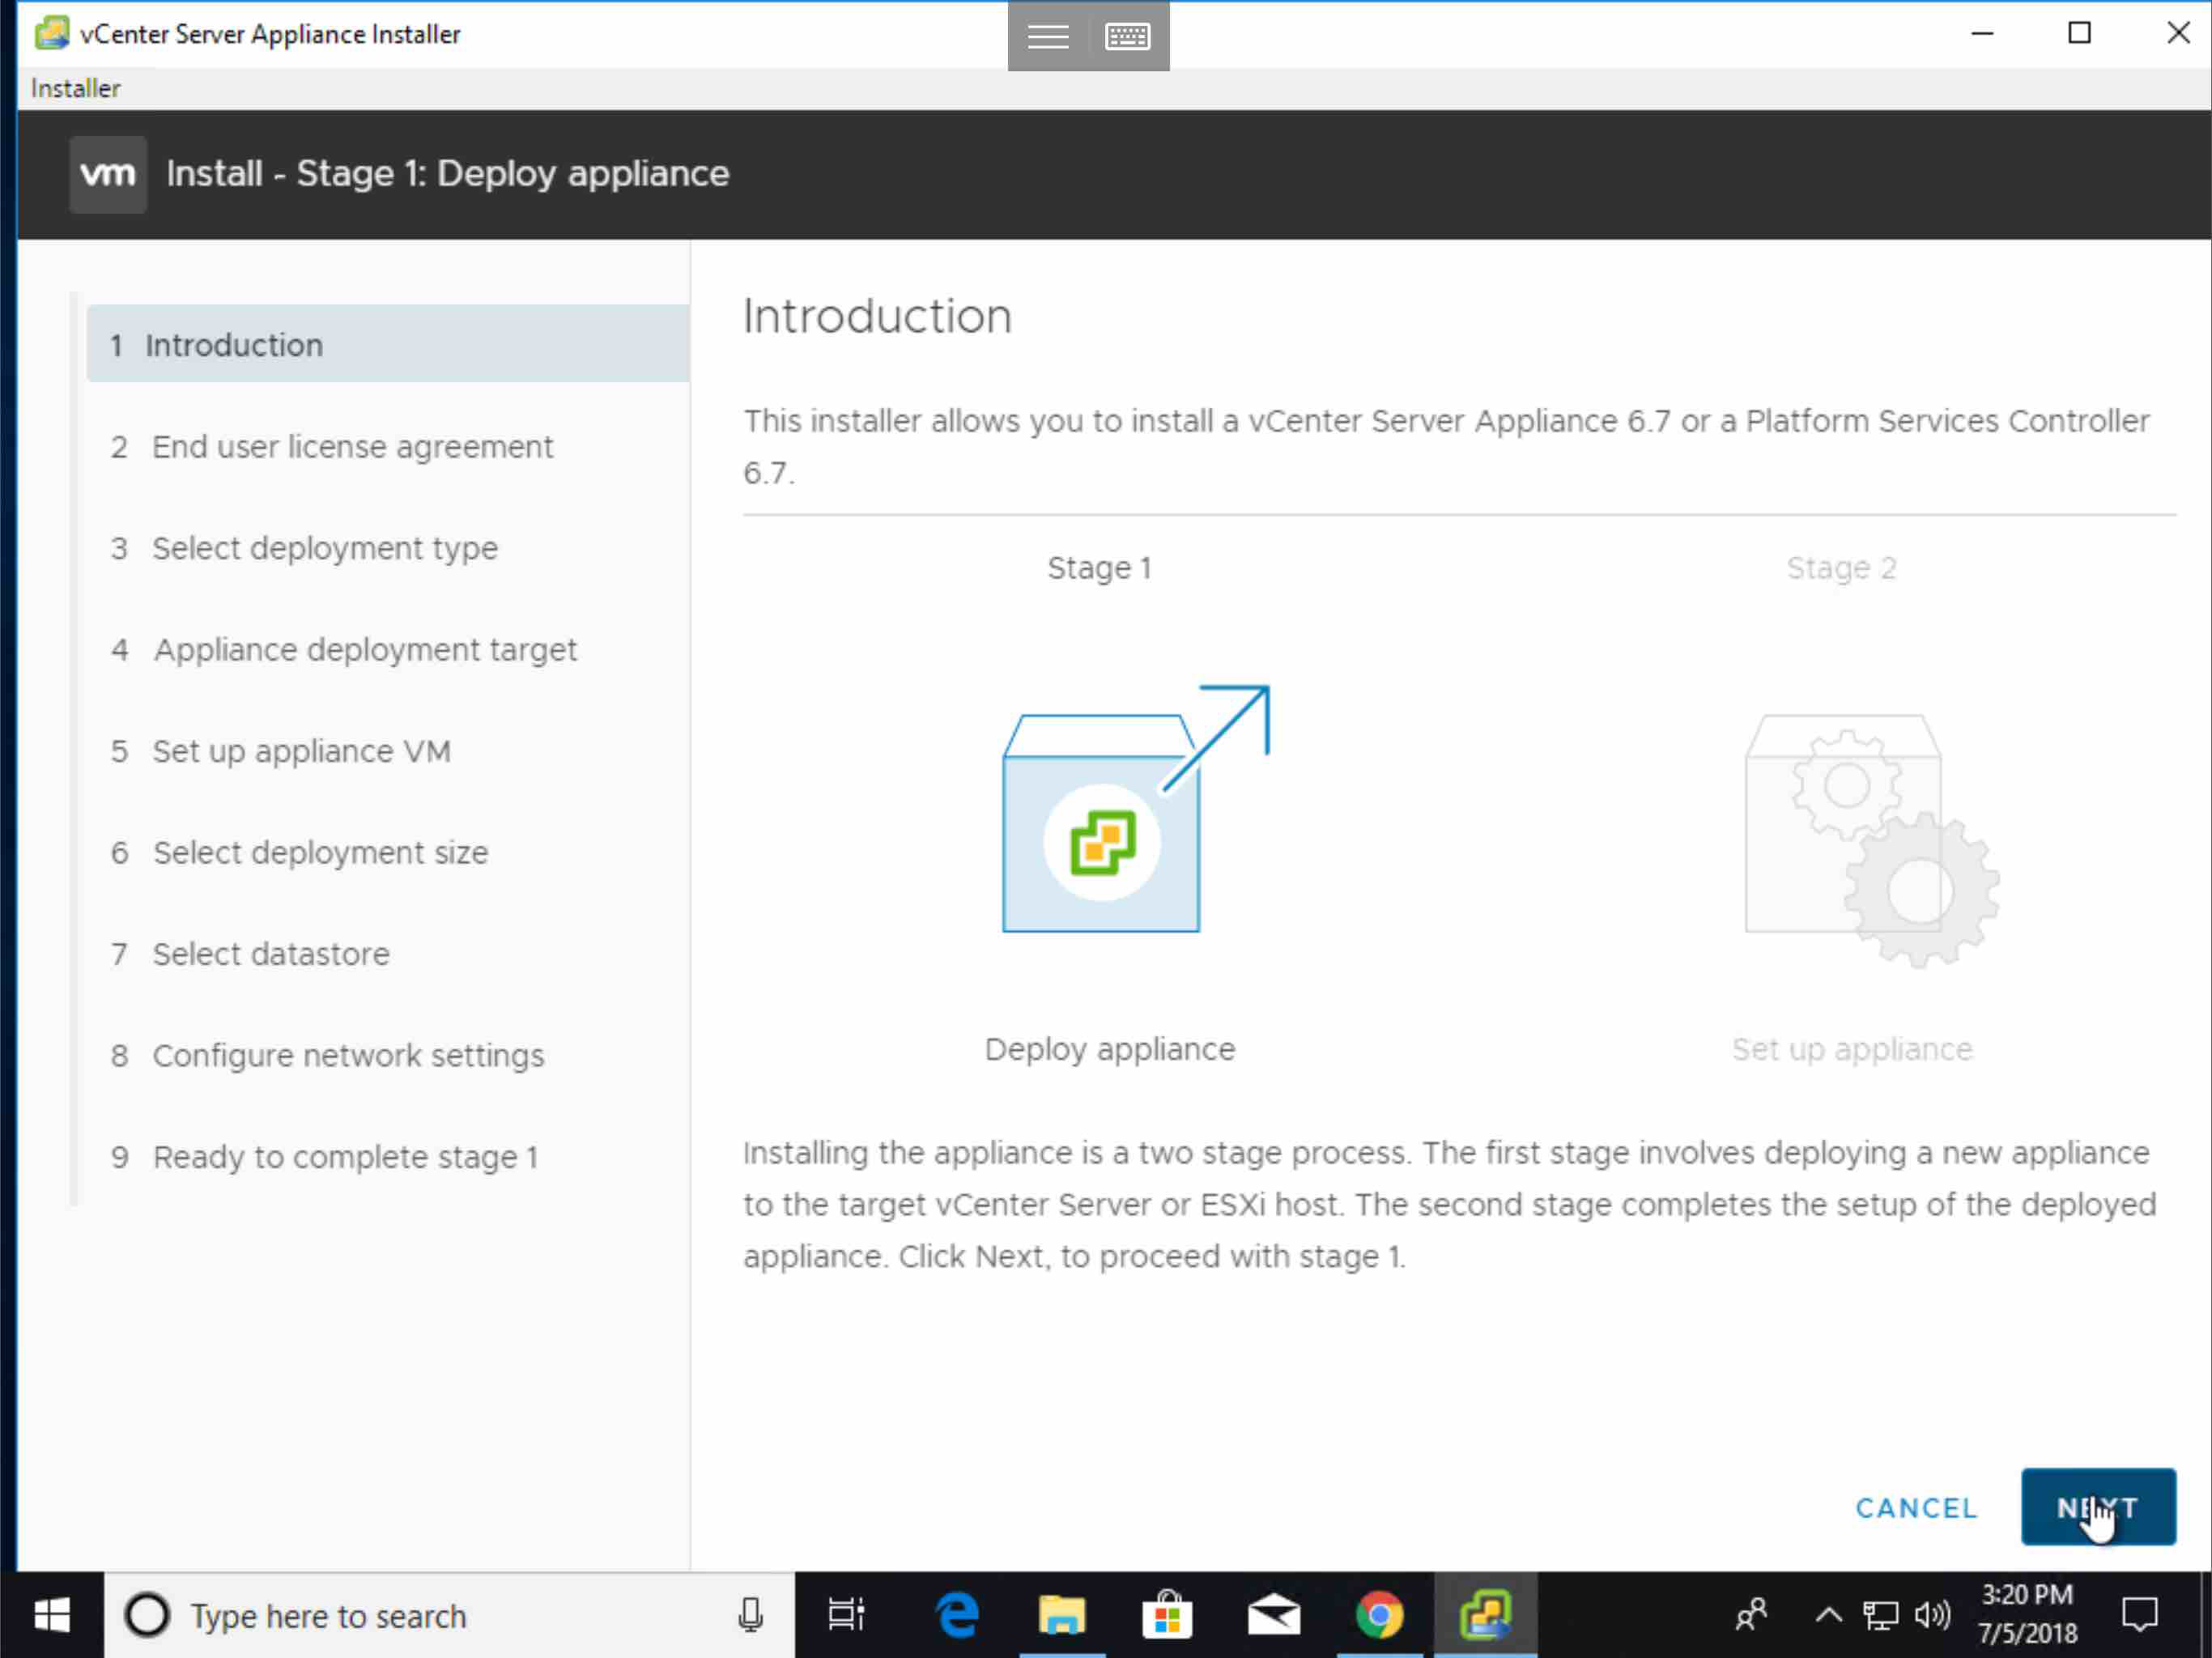 vCenter Server Appliance Installer
Installer
vm Install - Stage 1: Deploy appliance
1 Introduction
2 End user license agreement
3 Select deployment type
4 Appliance deployment target
5 Set up appliance VM
6 Select deployment size
7 Select datastore
8 Configure network settings
9 Ready to complete stage 1
Introduction
This installer allows you to install a vCenter Server Appliance 6.7 or a Platform Services Controller
6.7.
Stage 1
Stage 2
Deploy appliance
Set up appliance
Installing the appliance is a two stage process. The first stage involves deploying a new appliance
to the target vCenter Server or ESXi host. The second stage completes the setup of the deployed
appliance. Click Next, to proceed with stage 1.
CANCEL
NEXT
Type here to search
3:20 PM
7/5/2018